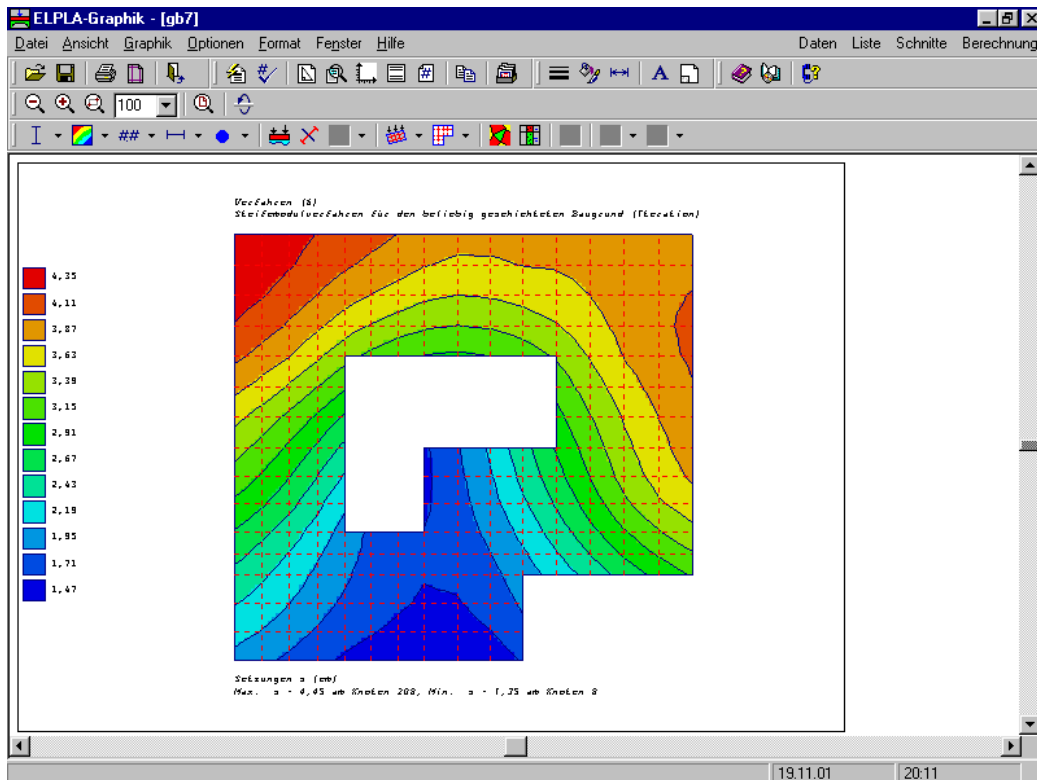 ELPLA-Graphik - [gb7]
Datei Ansicht Graphik Optionen Format Fenster Hilfe Daten Liste Schnitte Berechnung
100
Verfahren (6)
Steifemodulverfahren für den beliebig geschichteten Baugrund (Iteration)
4,35
4,11
3,87
3,63
3,39
3,15
2,91
2,67
2,43
2,19
1,95
1,71
1,47
Setzungen s [cm]
Max. s = 4,45 am Knoten 208, Min. s = 1,35 am Knoten 8
19.11.01 20:11